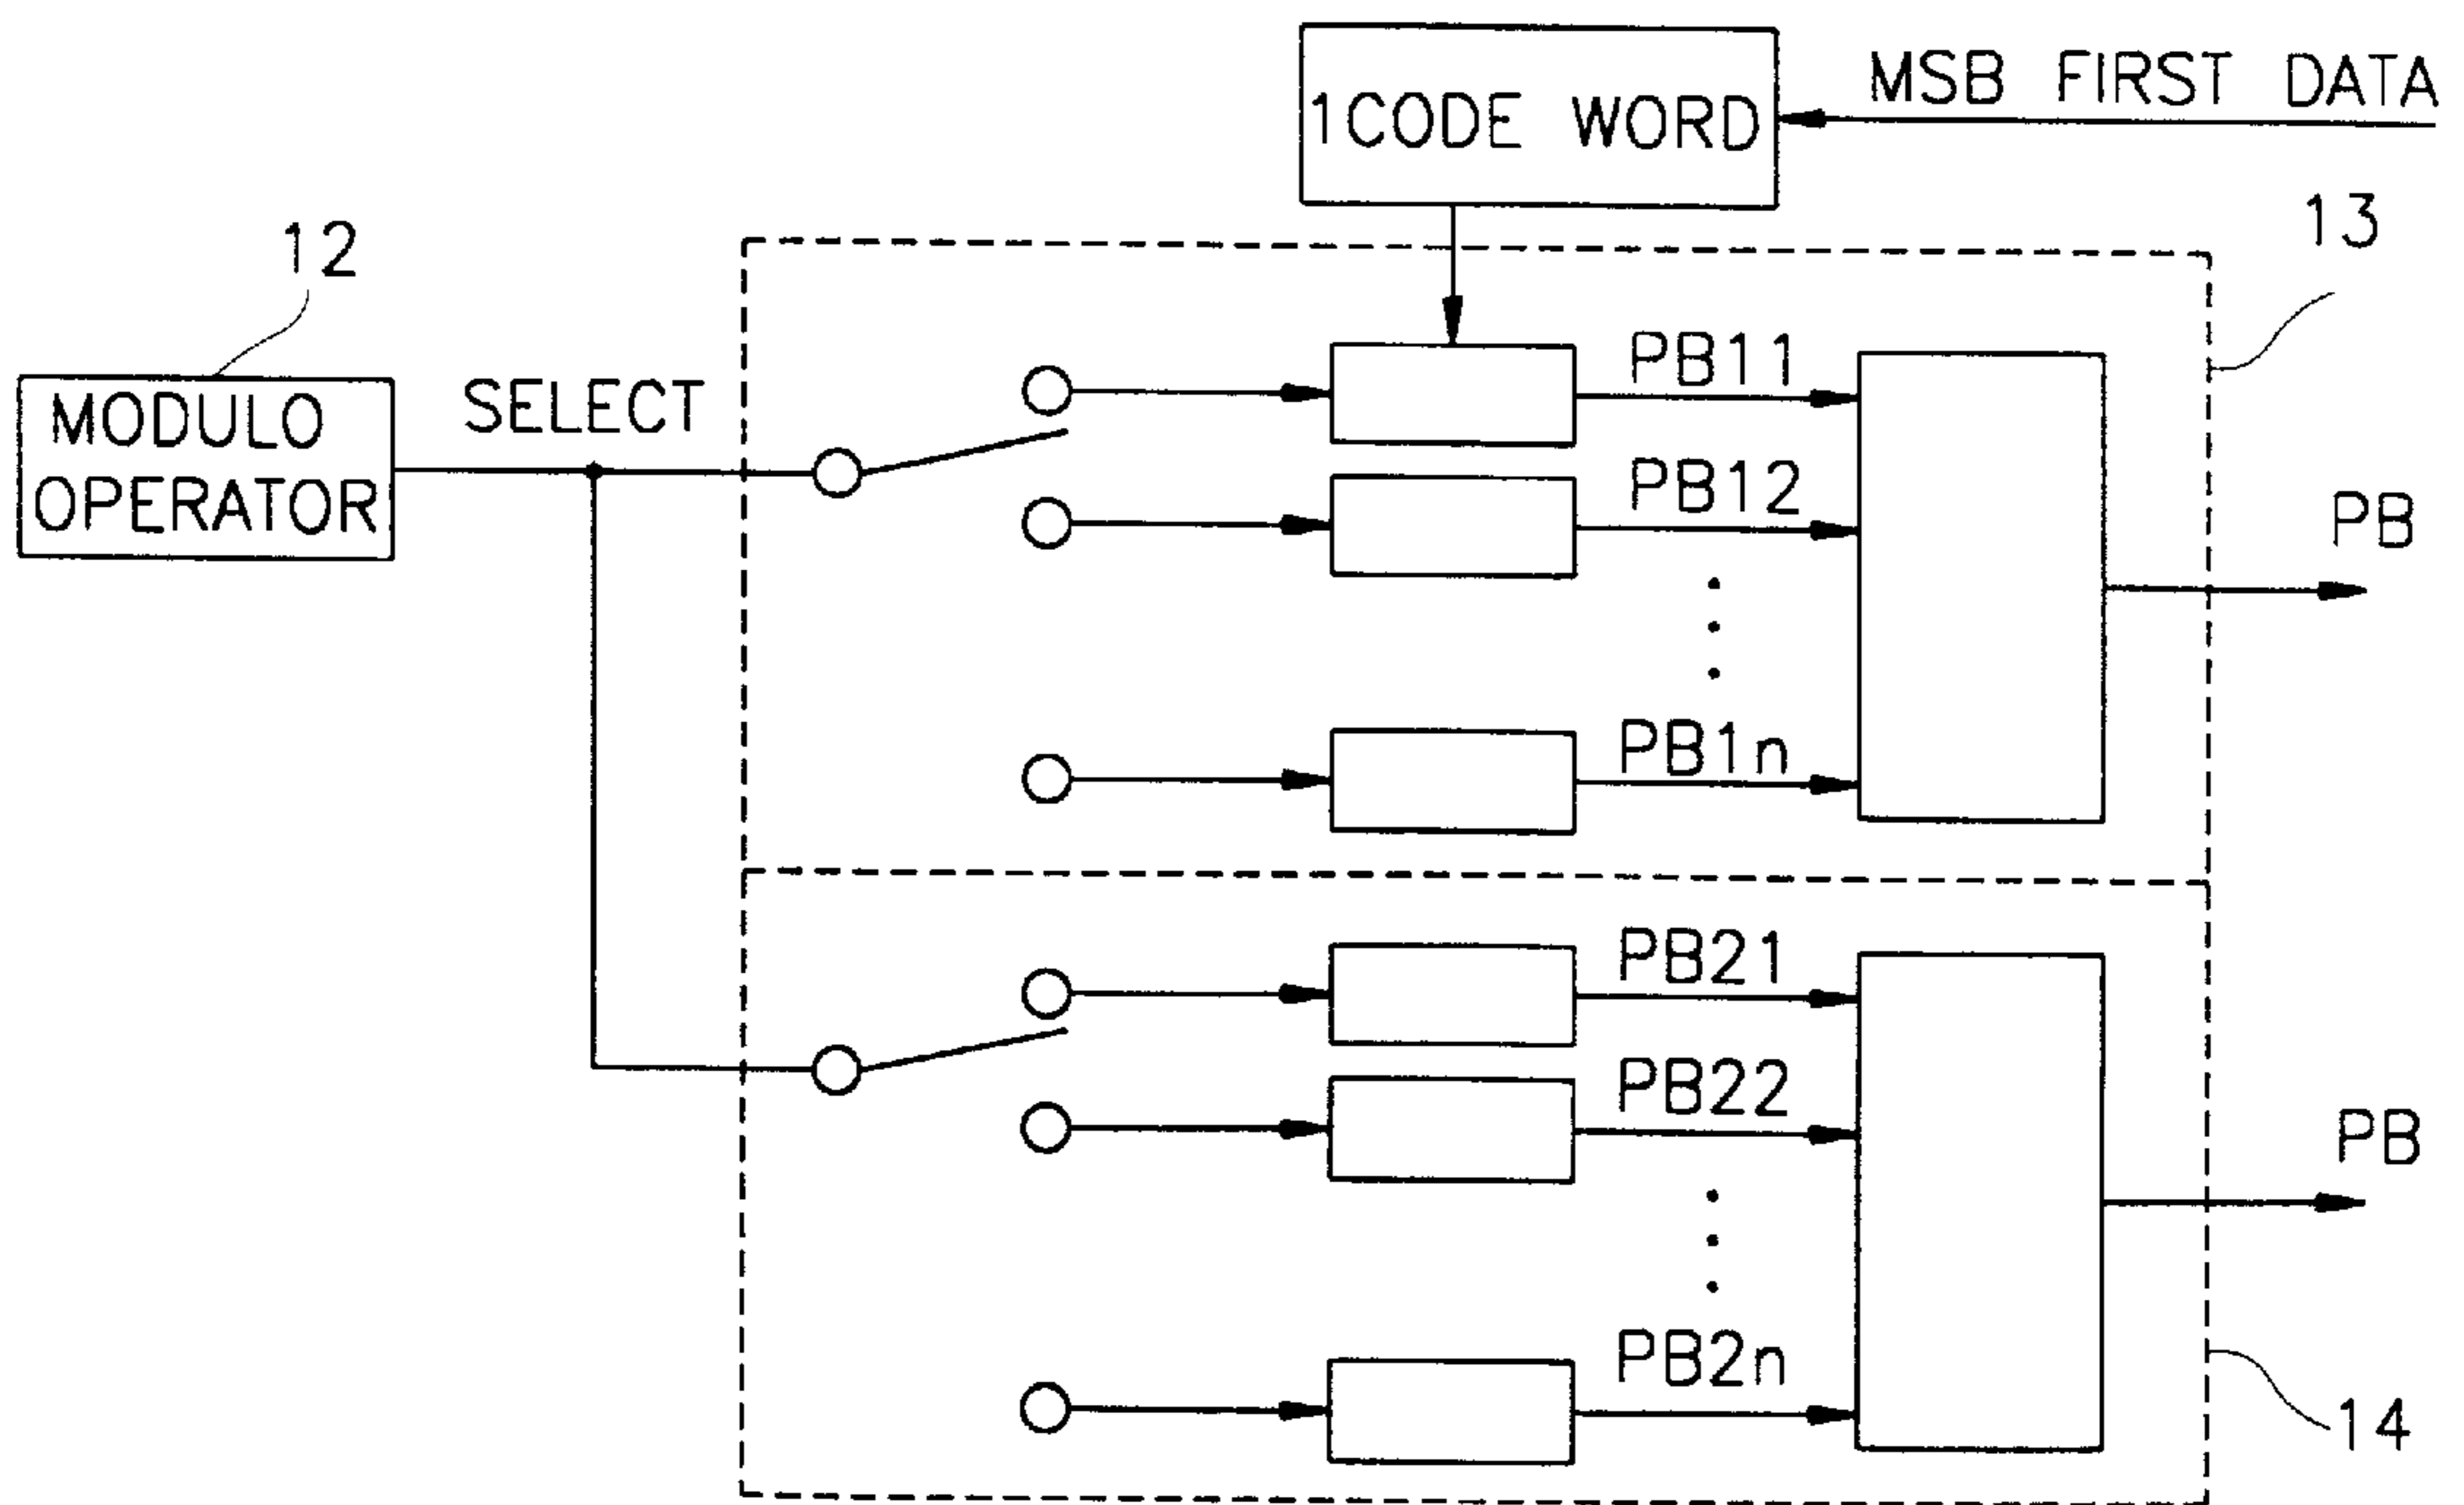 1CODE WORD
MSB FIRST DATA
13
12
MODULO
OPERATOR
SELECT
PB11
PB12
PB
PB1n
PB21
PB22
PB
PB2n
14